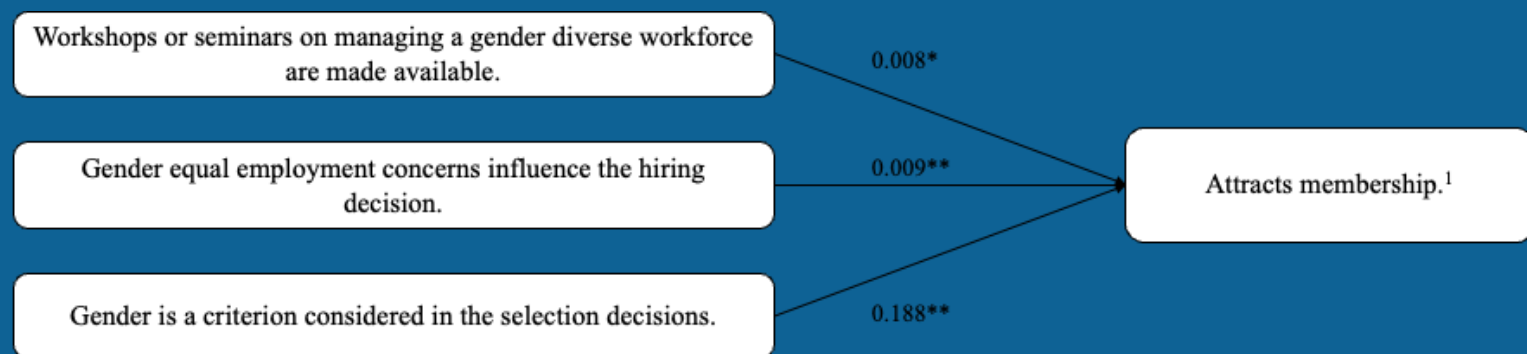 Workshops or seminars on managing a gender diverse workforce
are made available.
0.008*
Gender equal employment concerns influence the hiring
decision.
0.009**
Attracts membership.¹
Gender is a criterion considered in the selection decisions.
0.188**